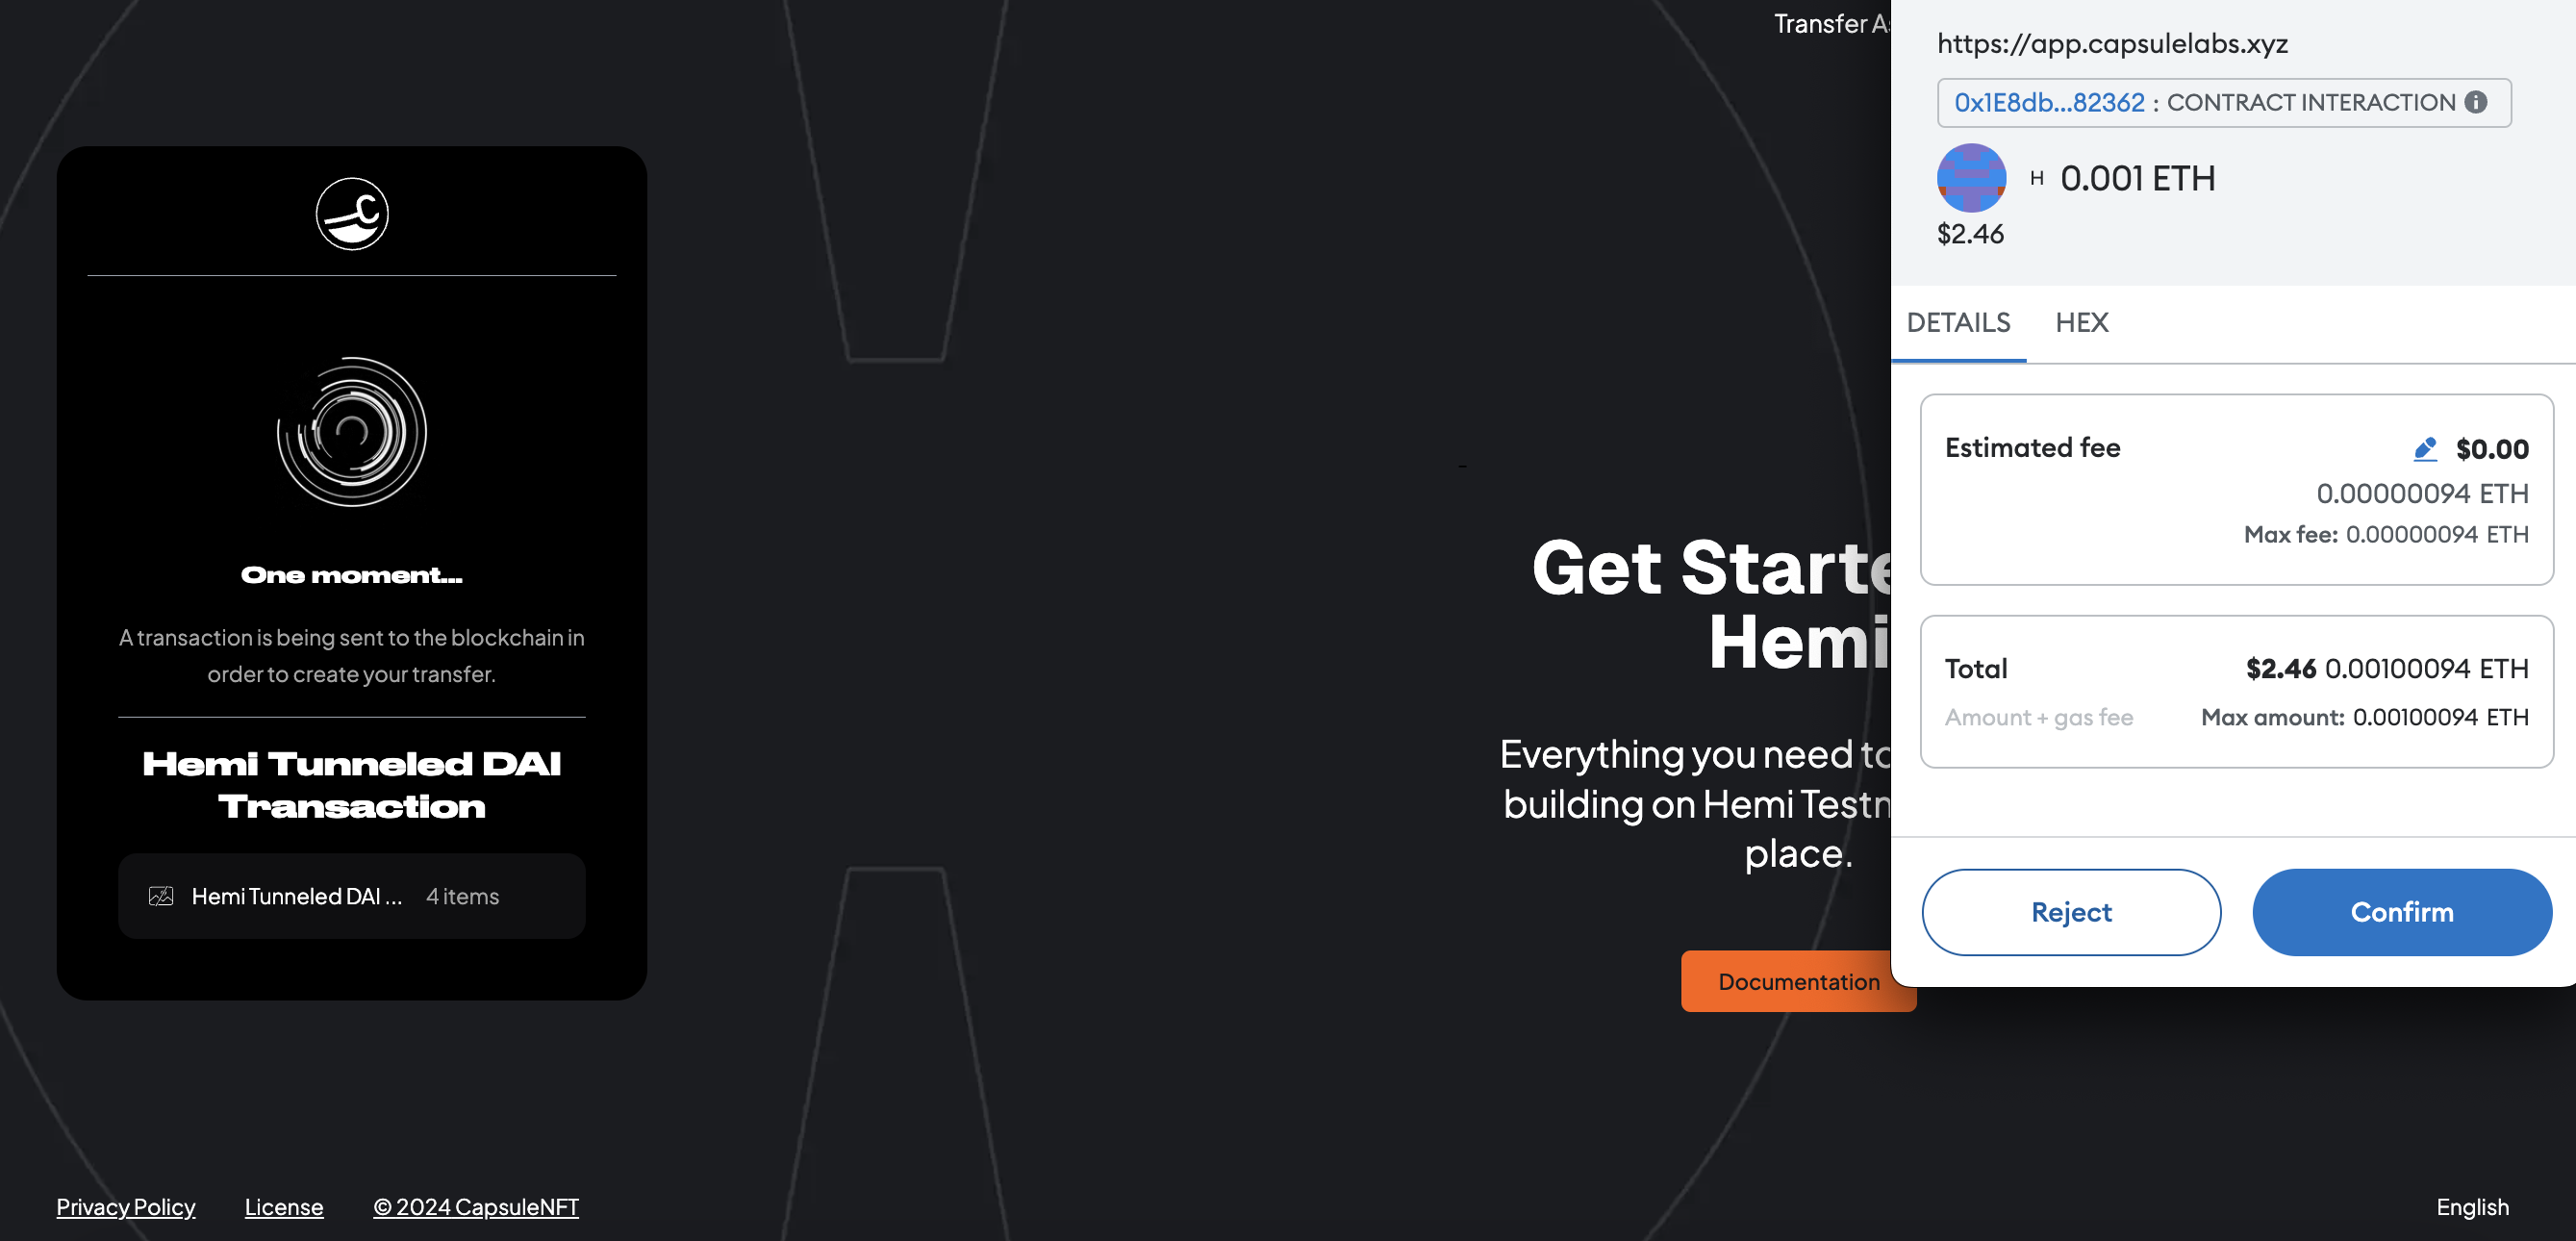 Transfer As
https://app.capsulelabs.xyz
0x1E8db...82362 : CONTRACT INTERACTION
H 0.001 ETH
$2.46
DETAILS HEX
Estimated fee $0.00
0.00000094 ETH
Max fee: 0.00000094 ETH
Total $2.46 0.00100094 ETH
Amount + gas fee Max amount: 0.00100094 ETH
Reject Confirm
One moment...
A transaction is being sent to the blockchain in
order to create your transfer.
Hemi Tunneled DAI
Transaction
Hemi Tunneled DAI ... 4 items
Get Starte
Hemi
Everything you need to
building on Hemi Testn
place.
Documentation
Privacy Policy License © 2024 CapsuleNFT
English